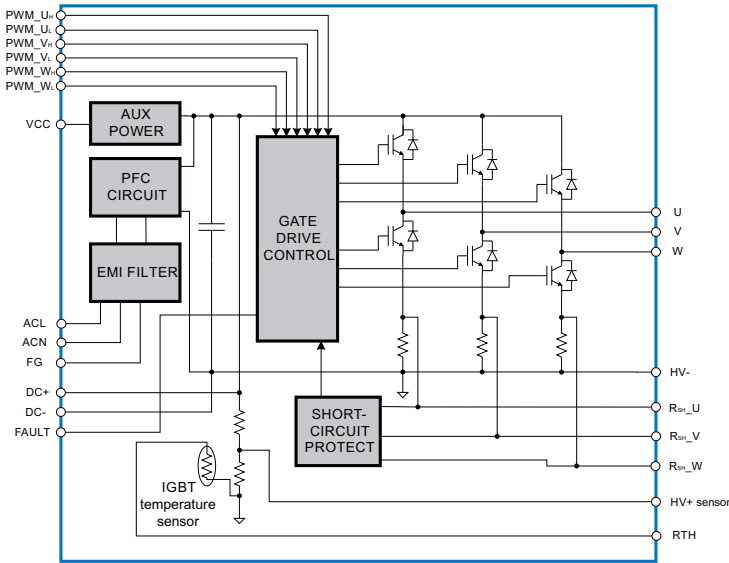 PWM_UH
PWM_UL
PWM_VH
PWM_VL
PWM_WH
PWM_WL
VCC
AUX
POWER
PFC
CIRCUIT
EMI FILTER
GATE
DRIVE
CONTROL
U
V
W
ACL
ACN
FG
DC+
DC-
FAULT
SHORT-
CIRCUIT
PROTECT
HV-
RSH_U
RSH_V
RSH_W
IGBT
temperature
sensor
HV+ sensor
RTH